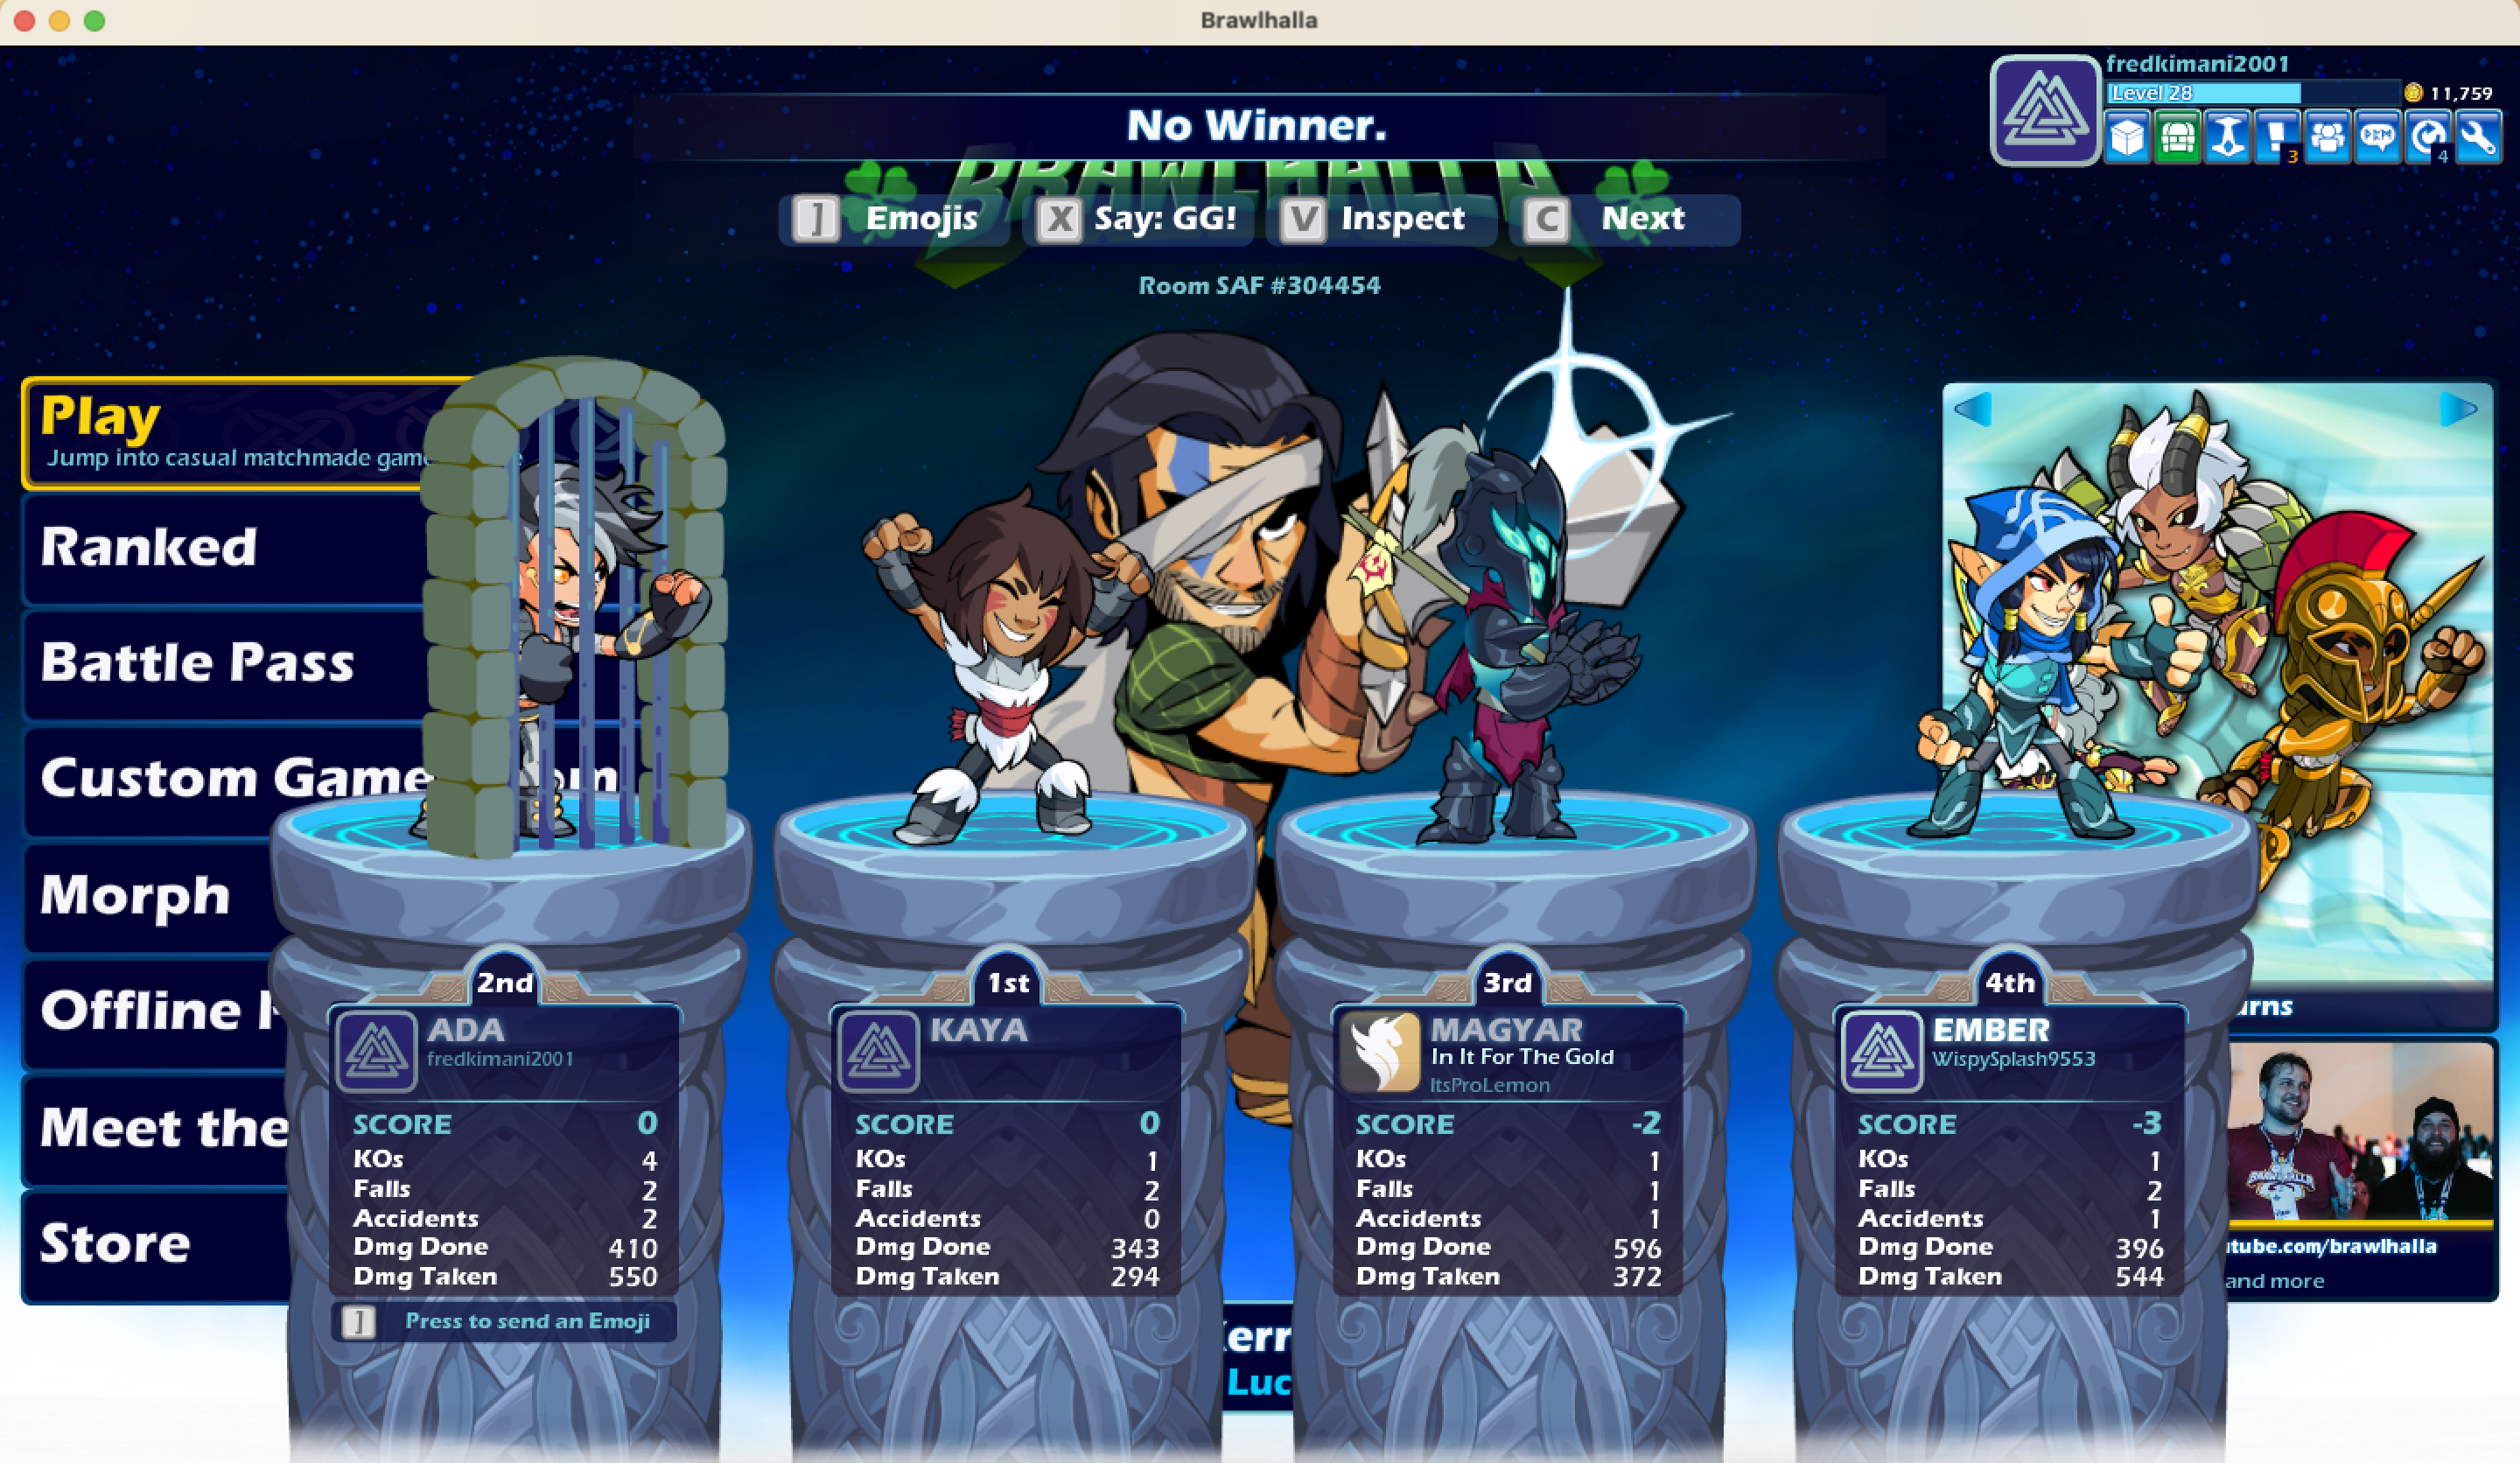 Brawlhalla
fredkimani2001
Level 28
11,759
3
4
No Winner.
BRAWLHALLA
] Emojis
X Say: GG!
V Inspect
C Next
Room SAF #304454
Play
Jump into casual matchmade
Ranked
Battle Pass
Custom Game
Morph
Offline
Meet the
Store
2nd
ADA
fredkimani2001
SCORE 0
KOs 4
Falls 2
Accidents 2
Dmg Done 410
Dmg Taken 550
] Press to send an Emoji
1st
KAYA
SCORE 0
KOs 1
Falls 2
Accidents 0
Dmg Done 343
Dmg Taken 294
3rd
MAGYAR
In It For The Gold
ItsProLemon
SCORE -2
KOs 1
Falls 1
Accidents 1
Dmg Done 596
Dmg Taken 372
4th
EMBER
WispySplash9553
SCORE -3
KOs 1
Falls 2
Accidents 1
Dmg Done 396
Dmg Taken 544
utube.com/brawlhalla
and more